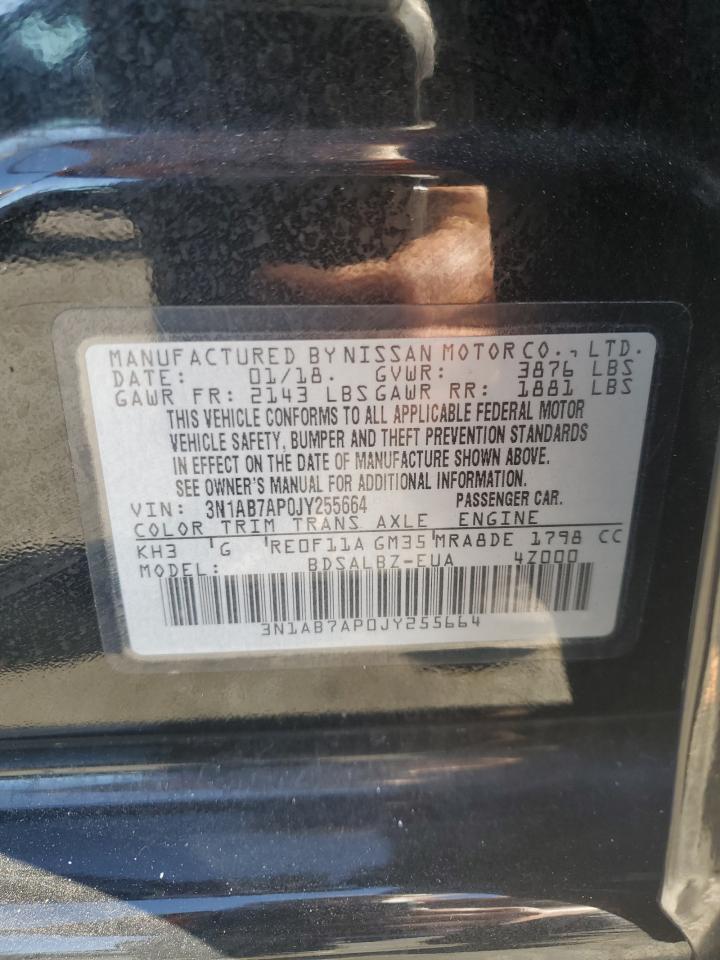 MANUFACTURED BY NISSAN MOTOR CO., LTD.
DATE: 01/18. GVWR: 3876 LBS
GAWR FR: 2143 LBS GAWR RR: 1881 LBS
THIS VEHICLE CONFORMS TO ALL APPLICABLE FEDERAL MOTOR
VEHICLE SAFETY, BUMPER AND THEFT PREVENTION STANDARDS
IN EFFECT ON THE DATE OF MANUFACTURE SHOWN ABOVE.
SEE OWNER'S MANUAL FOR ADDITIONAL INFORMATION.
VIN: 3N1AB7AP0JY255664 PASSENGER CAR.
COLOR TRIM TRANS AXLE ENGINE
KH3 G RE0F11A GM35 MRA8DE 1798 CC
MODEL: BDSALBZ-EUA 4Z000
3N1AB7AP0JY255664